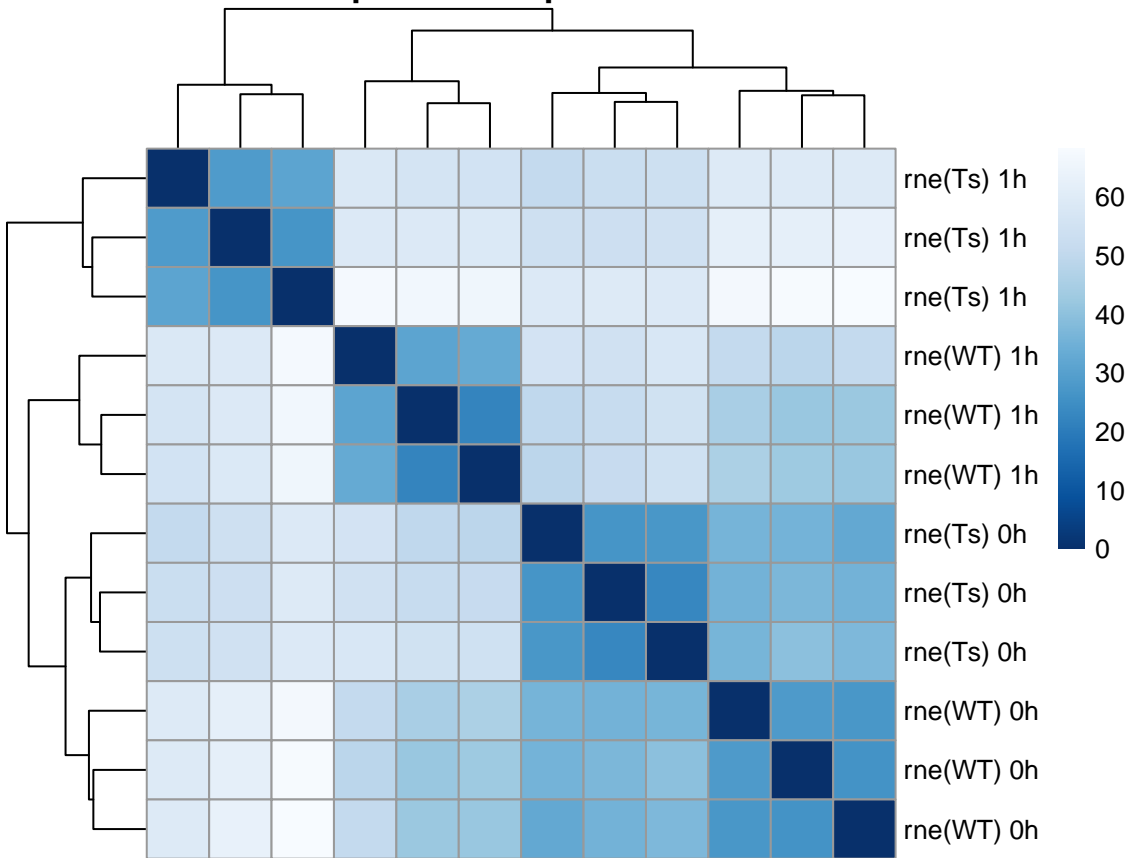 rne(Ts) 1h
rne(Ts) 1h
rne(Ts) 1h
rne(WT) 1h
rne(WT) 1h
rne(WT) 1h
rne(Ts) 0h
rne(Ts) 0h
rne(Ts) 0h
rne(WT) 0h
rne(WT) 0h
rne(WT) 0h
60
50
40
30
20
10
0